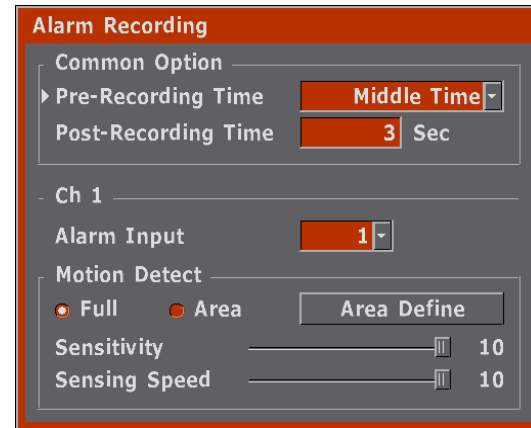 Alarm Recording
Common Option
Pre-Recording Time Middle Time
Post-Recording Time 3 Sec
Ch 1
Alarm Input 1
Motion Detect
Full Area Area Define
Sensitivity 10
Sensing Speed 10